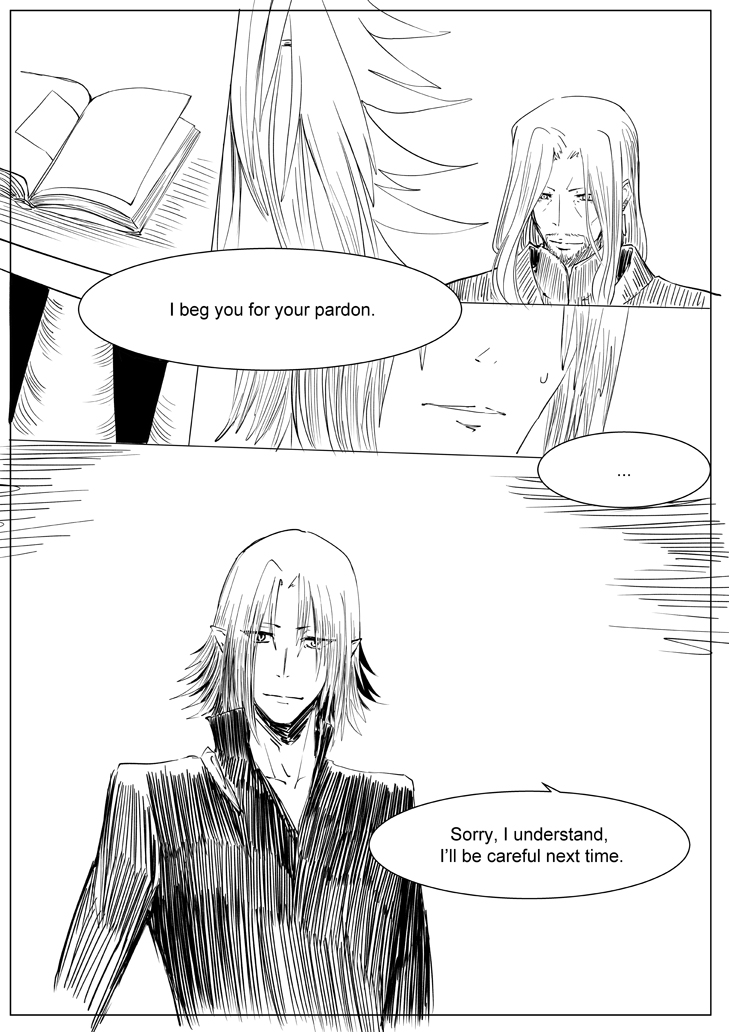 I beg you for your pardon.
...
Sorry, I understand,
I'll be careful next time.